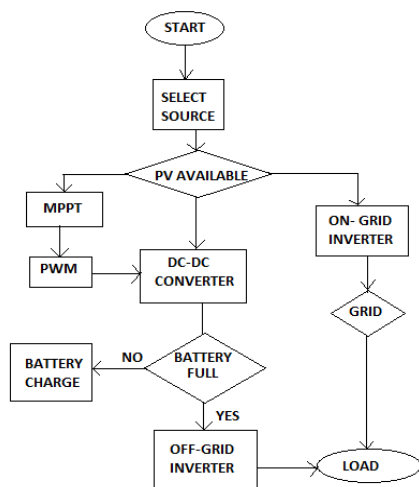 START
SELECT
SOURCE
PV AVAILABLE
MPPT
ON- GRID
INVERTER
PWM
DC-DC
CONVERTER
GRID
NO
BATTERY
FULL
BATTERY
CHARGE
YES
OFF-GRID
INVERTER
LOAD